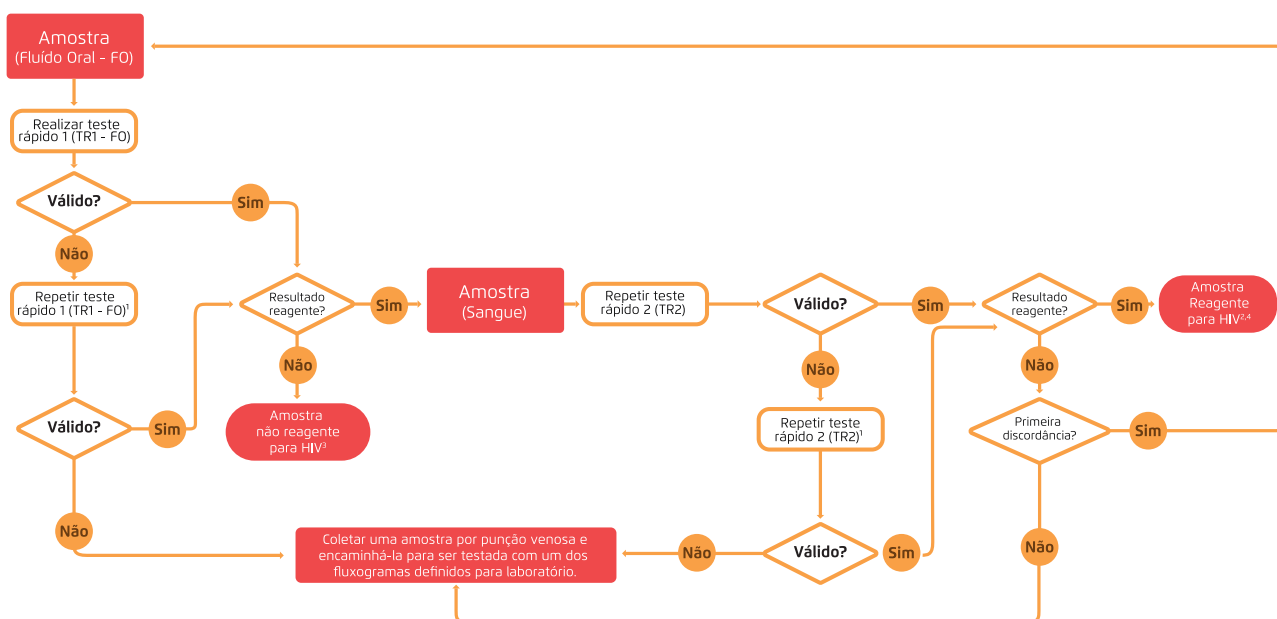 Amostra
(Fluído Oral - FO)
Realizar teste
rápido 1 (TR1 - FO)
Válido?
Sim
Não
Repetir teste
rápido 1 (TR1 - FO)¹
Válido?
Sim
Não
Resultado
reagente?
Sim
Não
Amostra
não reagente
para HIV³
Amostra
(Sangue)
Repetir teste
rápido 2 (TR2)
Válido?
Sim
Não
Repetir teste
rápido 2 (TR2)¹
Válido?
Sim
Não
Resultado
reagente?
Sim
Não
Amostra
Reagente
para HIV²,⁴
Primeira
discordância?
Sim
Não
Coletar uma amostra por punção venosa e
encaminhá-la para ser testada com um dos
fluxogramas definidos para laboratório.